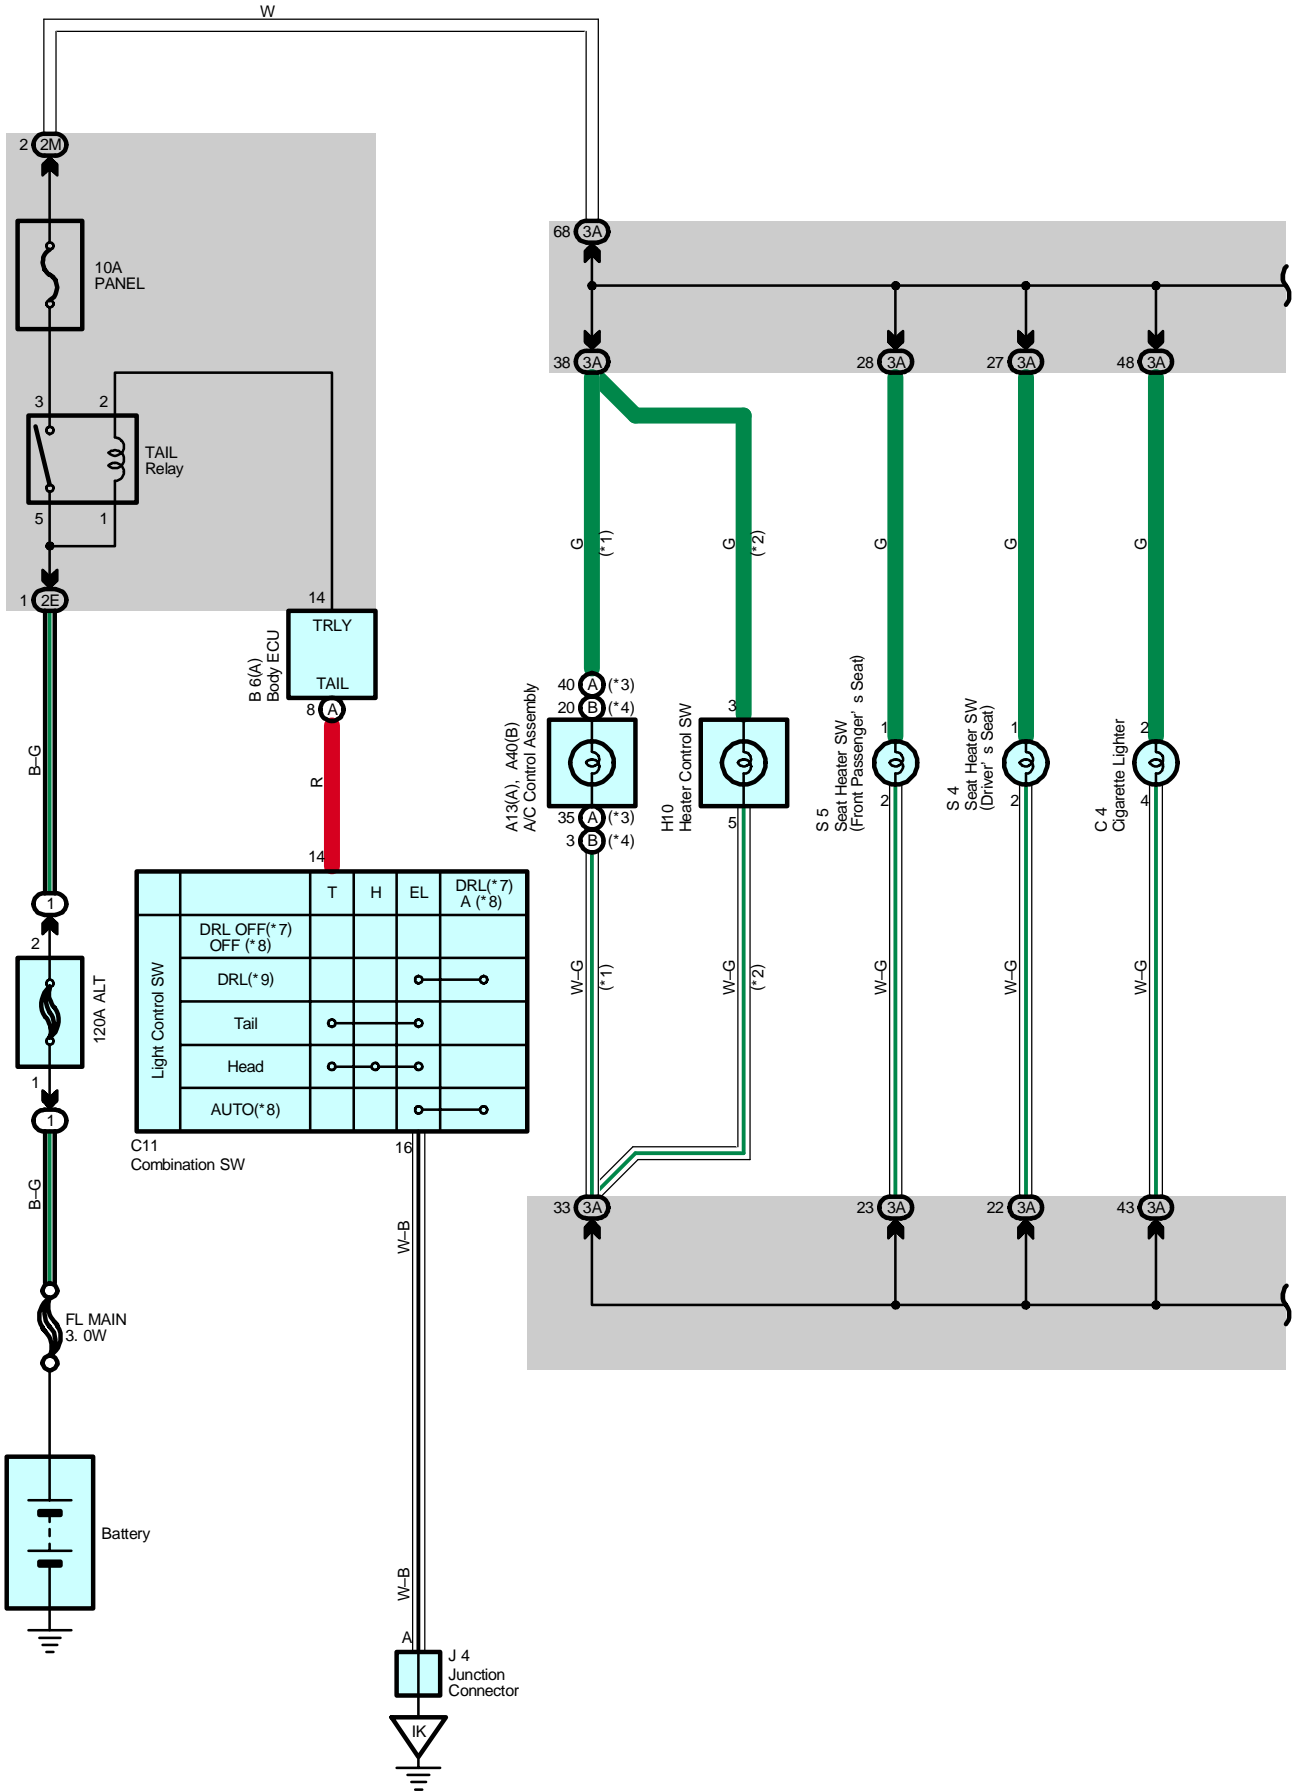 W
2 2M
10A
PANEL
3 2
TAIL
Relay
5 1
1 2E
14
TRLY
TAIL
B 6(A)
Body ECU
8 A
B–G
R
14
1
2
120A ALT
1
1
B–G
FL MAIN
3. 0W
Battery
T H EL DRL(*7)
A (*8)
Light Control SW
DRL OFF(*7)
OFF (*8)
DRL(*9)
Tail
Head
AUTO(*8)
C11
Combination SW
16
W–B
W–B
A
J 4
Junction
Connector
IK
68 3A
38 3A
28 3A
27 3A
48 3A
G
(*1)
G
(*2)
G
G
G
40 A (*3)
20 B (*4)
A13(A), A40(B)
A/C Control Assembly
35 A (*3)
3 B (*4)
3
H10
Heater Control SW
5
1
S 5
Seat Heater SW
(Front Passenger' s Seat)
2
1
S 4
Seat Heater SW
(Driver' s Seat)
2
2
C 4
Cigarette Lighter
4
W–G
(*1)
W–G
(*2)
W–G
W–G
W–G
33 3A
23 3A
22 3A
43 3A